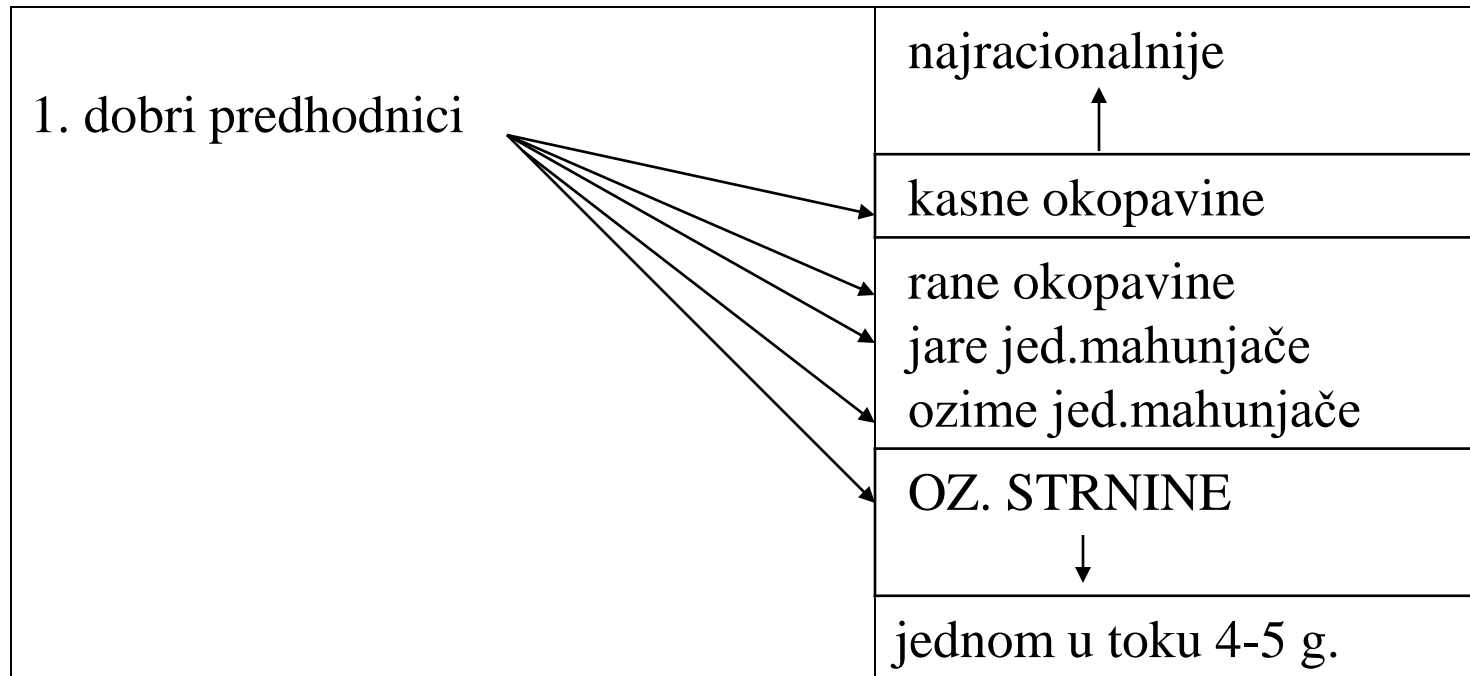 1. dobri predhodnici
najracionalnije
kasne okopavine
rane okopavine
jare jed.mahunjače
ozime jed.mahunjače
OZ. STRNINE
jednom u toku 4-5 g.